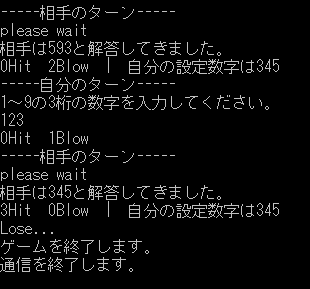 -----相手のターン-----
please wait
相手は593と解答してきました。
0Hit  2Blow  |  自分の設定数字は345
-----自分のターン-----
1～9の3桁の数字を入力してください。
123
0Hit  1Blow
-----相手のターン-----
please wait
相手は345と解答してきました。
3Hit  0Blow  |  自分の設定数字は345
Lose...
ゲームを終了します。
通信を終了します。